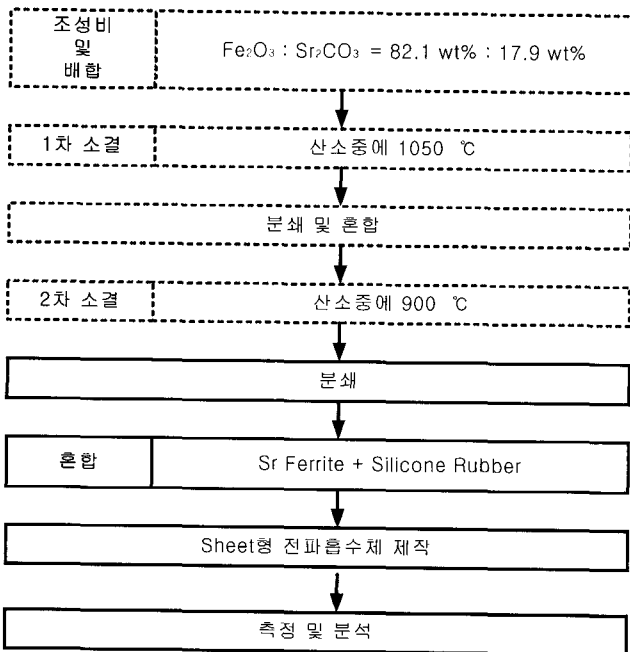 조성비
및
배합
Fe₂O₃ : Sr₂CO₃ = 82.1 wt% : 17.9 wt%
1차 소결
산소중에 1050 ℃
분쇄 및 혼합
2차 소결
산소중에 900 ℃
분쇄
혼합
Sr Ferrite + Silicone Rubber
Sheet형 전파흡수체 제작
측정 및 분석